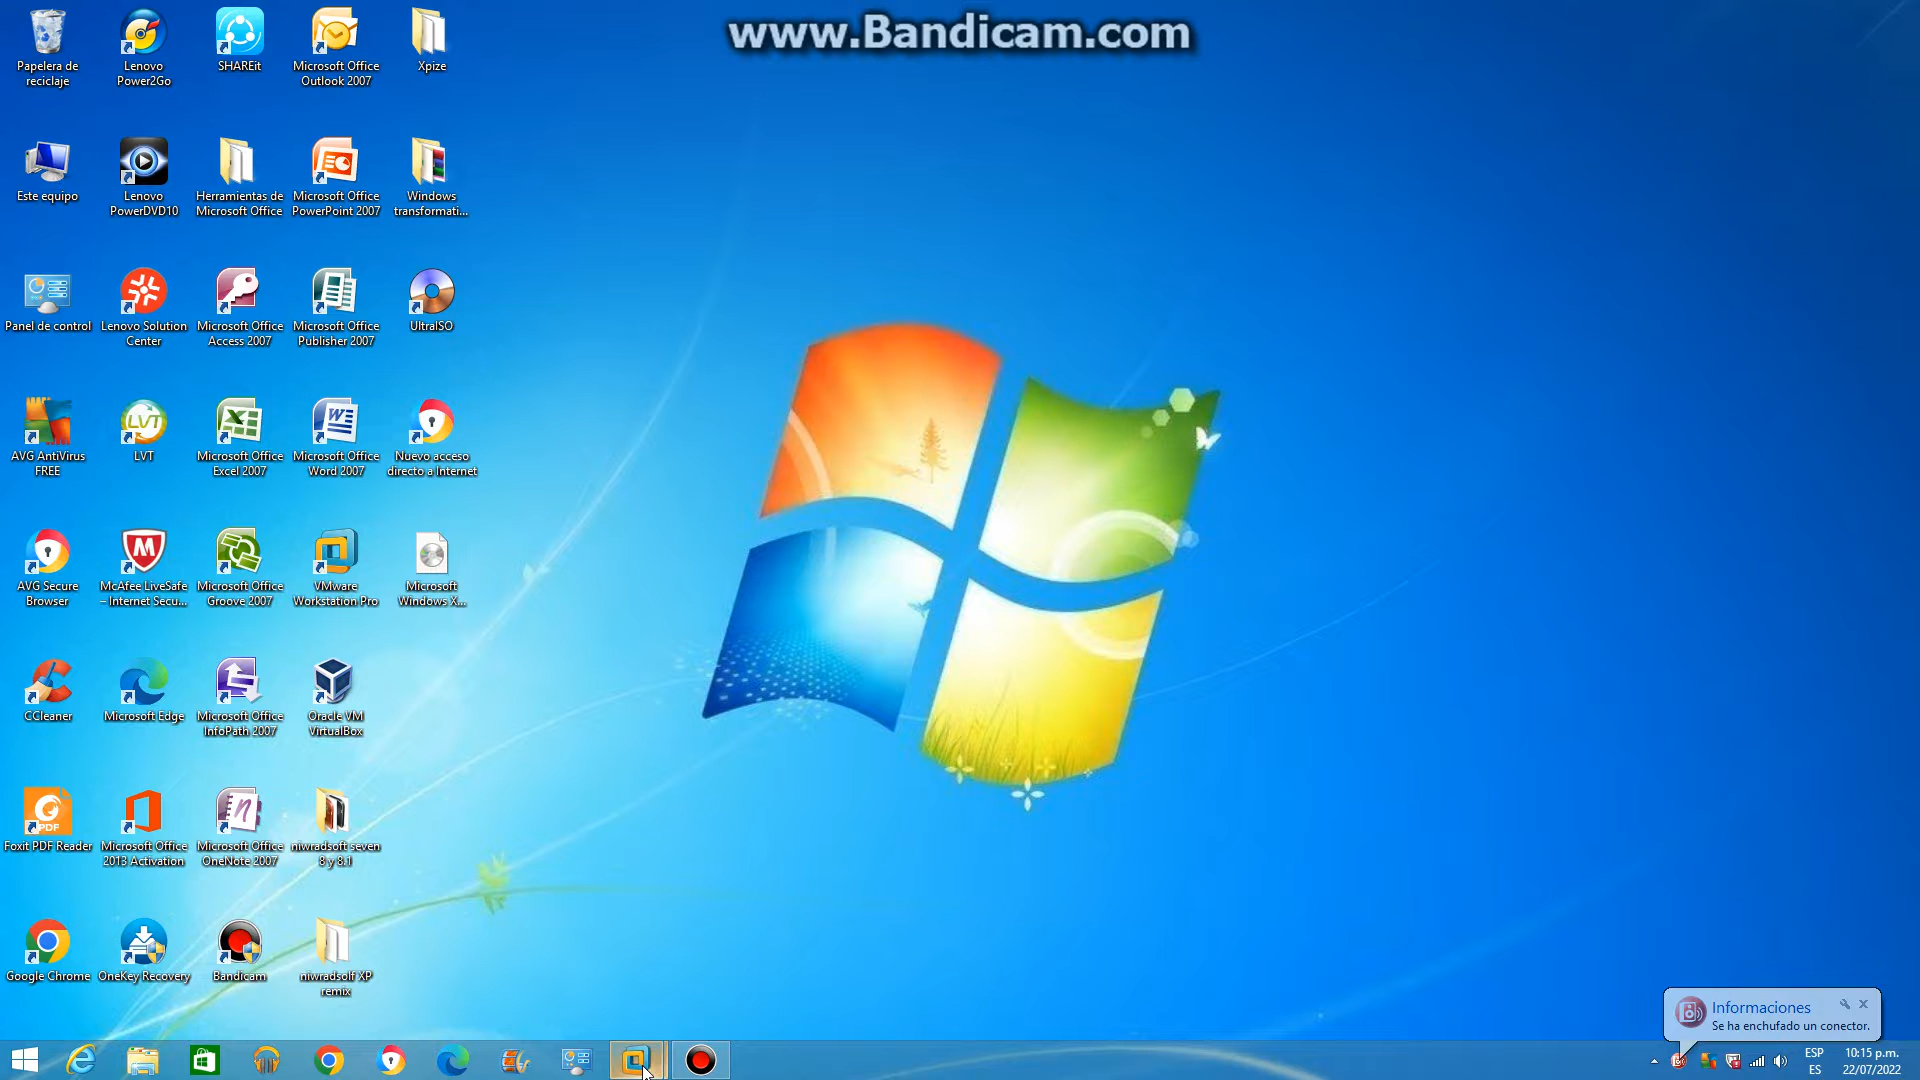 www.Bandicam.com
Papelera de
reciclaje
Lenovo
Power2Go
SHAREit
Microsoft Office
Outlook 2007
Xpize
Este equipo
Lenovo
PowerDVD10
Herramientas de
Microsoft Office
Microsoft Office
PowerPoint 2007
Windows
transformati...
Panel de control
Lenovo Solution
Center
Microsoft Office
Access 2007
Microsoft Office
Publisher 2007
UltraISO
AVG AntiVirus
FREE
LVT
LVT
Microsoft Office
Excel 2007
Microsoft Office
Word 2007
Nuevo acceso
directo a Internet
AVG Secure
Browser
McAfee LiveSafe
– Internet Secu...
Microsoft Office
Groove 2007
VMware
Workstation Pro
Microsoft
Windows X...
CCleaner
Microsoft Edge
Microsoft Office
InfoPath 2007
Oracle VM
VirtualBox
PDF
Foxit PDF Reader
Microsoft Office
2013 Activation
Microsoft Office
OneNote 2007
niwradsoft seven
8 y 8.1
Google Chrome
OneKey Recovery
Bandicam
niwradsolf XP
remix
Informaciones
Se ha enchufado un conector.
ESP
ES
10:15 p.m.
22/07/2022